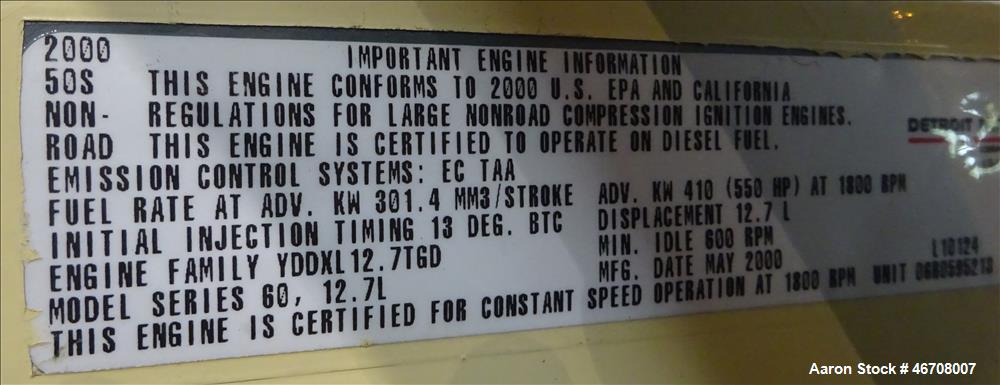 2000 IMPORTANT ENGINE INFORMATION
50S THIS ENGINE CONFORMS TO 2000 U.S. EPA AND CALIFORNIA
NON- REGULATIONS FOR LARGE NONROAD COMPRESSION IGNITION ENGINES.
ROAD THIS ENGINE IS CERTIFIED TO OPERATE ON DIESEL FUEL.
DETROIT
EMISSION CONTROL SYSTEMS: EC TAA
FUEL RATE AT ADV. KW 301.4 MM3/STROKE ADV. KW 410 (550 HP) AT 1800 RPM
INITIAL INJECTION TIMING 13 DEG. BTC DISPLACEMENT 12.7 L
ENGINE FAMILY YDDXL12.7TGD MIN. IDLE 600 RPM L10124
MODEL SERIES 60, 12.7L MFG. DATE MAY 2000
THIS ENGINE IS CERTIFIED FOR CONSTANT SPEED OPERATION AT 1800 RPM UNIT
Aaron Stock # 46708007